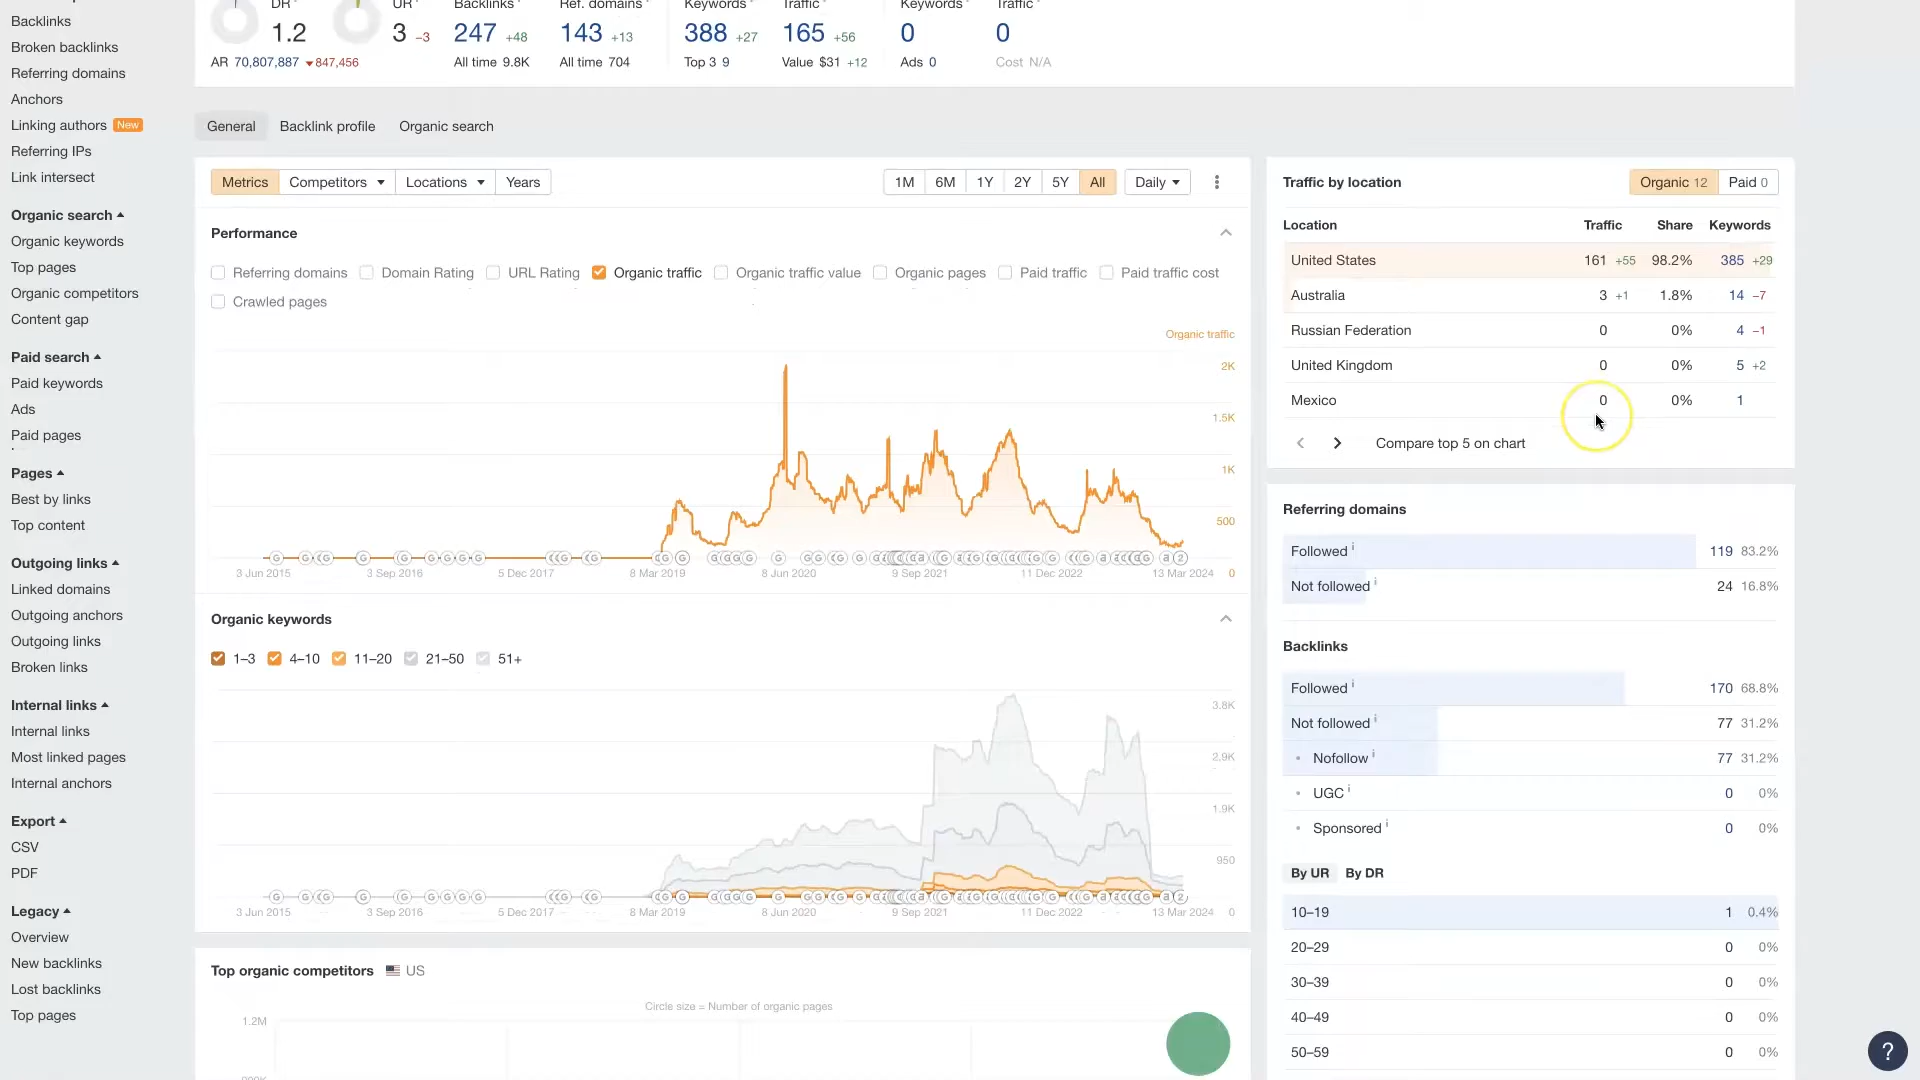 Backlinks
Broken backlinks
Referring domains
Anchors
Linking authors New
Referring IPs
Link intersect
Organic search
Organic keywords
Top pages
Organic competitors
Content gap
Paid search
Paid keywords
Ads
Paid pages
Pages
Best by links
Top content
Outgoing links
Linked domains
Outgoing anchors
Outgoing links
Broken links
Internal links
Internal links
Most linked pages
Internal anchors
Export
CSV
PDF
Legacy
Overview
New backlinks
Lost backlinks
Top pages
DR UR Backlinks Ref. domains Keywords Traffic Keywords Traffic
1.2 3 −3 247 +48 143 +13 388 +27 165 +56 0 0
AR 70,807,887 847,456 All time 9.8K All time 704 Top 3 9 Value $31 +12 Ads 0 Cost N/A
General Backlink profile Organic search
Metrics Competitors Locations Years 1M 6M 1Y 2Y 5Y All Daily
Performance
Referring domains Domain Rating URL Rating Organic traffic Organic traffic value Organic pages Paid traffic Paid traffic cost
Crawled pages
Organic traffic
2K
1.5K
1K
500
3 Jun 2015 3 Sep 2016 5 Dec 2017 8 Mar 2019 8 Jun 2020 9 Sep 2021 11 Dec 2022 13 Mar 2024 0
Organic keywords
1–3 4–10 11–20 21–50 51+
3.8K
2.9K
1.9K
950
3 Jun 2015 3 Sep 2016 5 Dec 2017 8 Mar 2019 8 Jun 2020 9 Sep 2021 11 Dec 2022 13 Mar 2024 0
Top organic competitors US
Circle size = Number of organic pages
1.2M
Traffic by location Organic 12 Paid 0
Location Traffic Share Keywords
United States 161 +55 98.2% 385 +29
Australia 3 +1 1.8% 14 −7
Russian Federation 0 0% 4 −1
United Kingdom 0 0% 5 +2
Mexico 0 0% 1
Compare top 5 on chart
Referring domains
Followed 119 83.2%
Not followed 24 16.8%
Backlinks
Followed 170 68.8%
Not followed 77 31.2%
Nofollow 77 31.2%
UGC 0 0%
Sponsored 0 0%
By UR By DR
10–19 1 0.4%
20–29 0 0%
30–39 0 0%
40–49 0 0%
50–59 0 0%
?